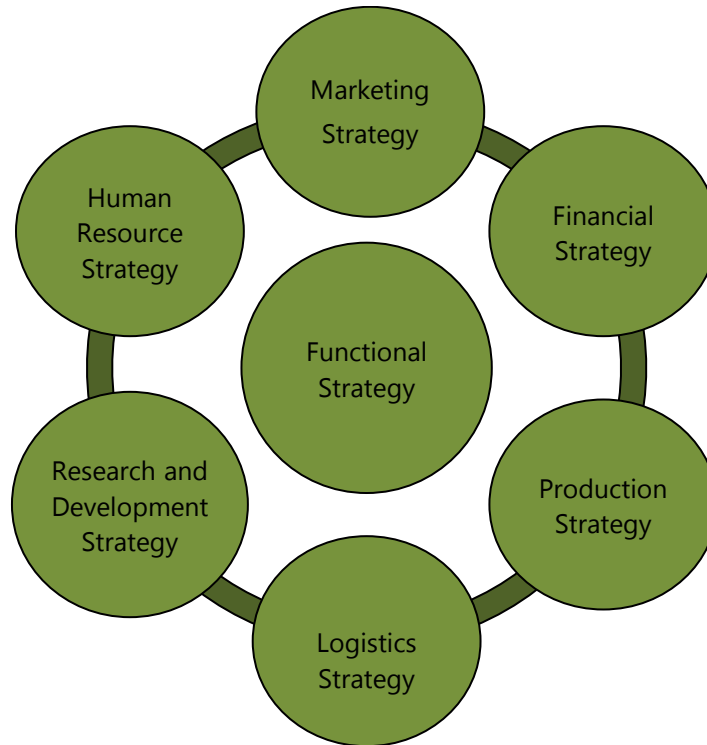 Marketing
Strategy
Human
Resource
Strategy
Financial
Strategy
Functional
Strategy
Research and
Development
Strategy
Production
Strategy
Logistics
Strategy